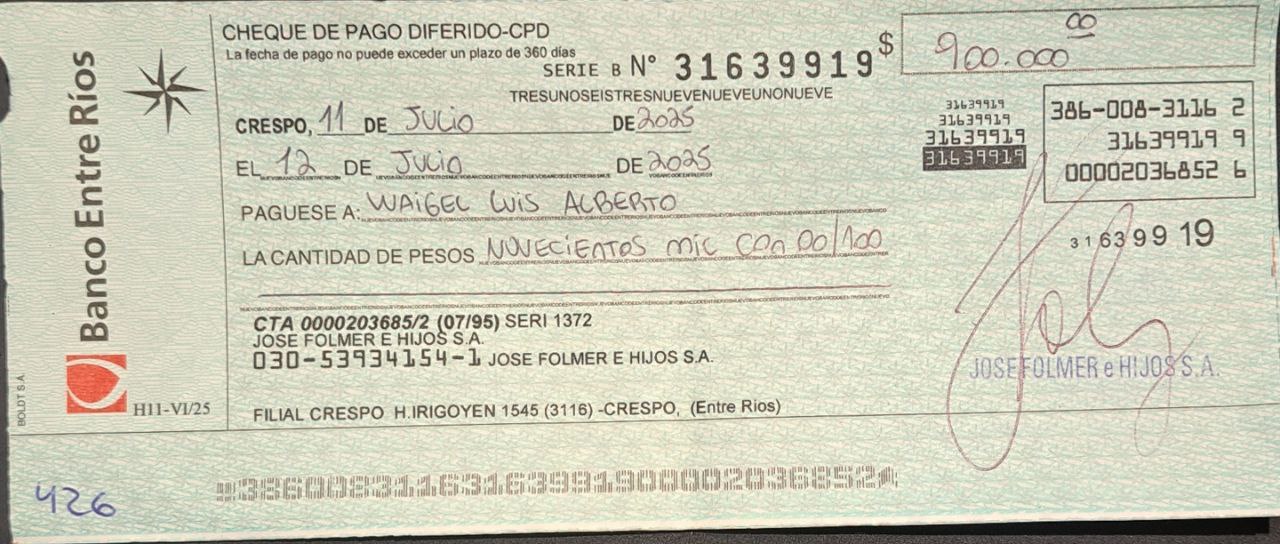 CHEQUE DE PAGO DIFERIDO-CPD
La fecha de pago no puede exceder un plazo de 360 días
SERIE B N° 31639919
$ 900.000 00
TRESUNOSEISTRESNUEVENUEVEUNONUEVE
CRESPO, 11 DE JULIO DE 2025
EL 12 DE JULIO DE 2025
PAGUESE A: WAIGEL LUIS ALBERTO
LA CANTIDAD DE PESOS NOVECIENTOS MIL CON 00/100
31639919
31639919
31639919
31639919
386-008-3116 2
31639919 9
00002036852 6
31639919
CTA 0000203685/2 (07/95) SERI 1372
JOSE FOLMER E HIJOS S.A.
030-53934154-1 JOSE FOLMER E HIJOS S.A.
FILIAL CRESPO H.IRIGOYEN 1545 (3116) -CRESPO, (Entre Rios)
JOSE FOLMER e HIJOS S.A.
Banco Entre Ríos
BOLDT S.A.
H11-VI/25
426
38600831163163991900002036852